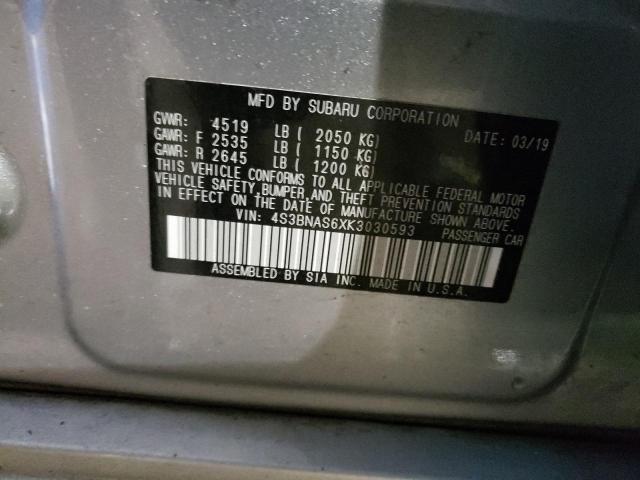 MFD BY SUBARU CORPORATION
GVWR: 4519 LB ( 2050 KG) DATE: 03/19
GAWR: F 2535 LB ( 1150 KG)
GAWR: R 2645 LB ( 1200 KG)
THIS VEHICLE CONFORMS TO ALL APPLICABLE FEDERAL MOTOR
VEHICLE SAFETY,BUMPER,AND THEFT PREVENTION STANDARDS
IN EFFECT ON THE DATE OF MANUFACTURE SHOWN ABOVE.
VIN: 4S3BNAS6XK3030593 PASSENGER CAR
ASSEMBLED BY SIA INC. MADE IN U.S.A.